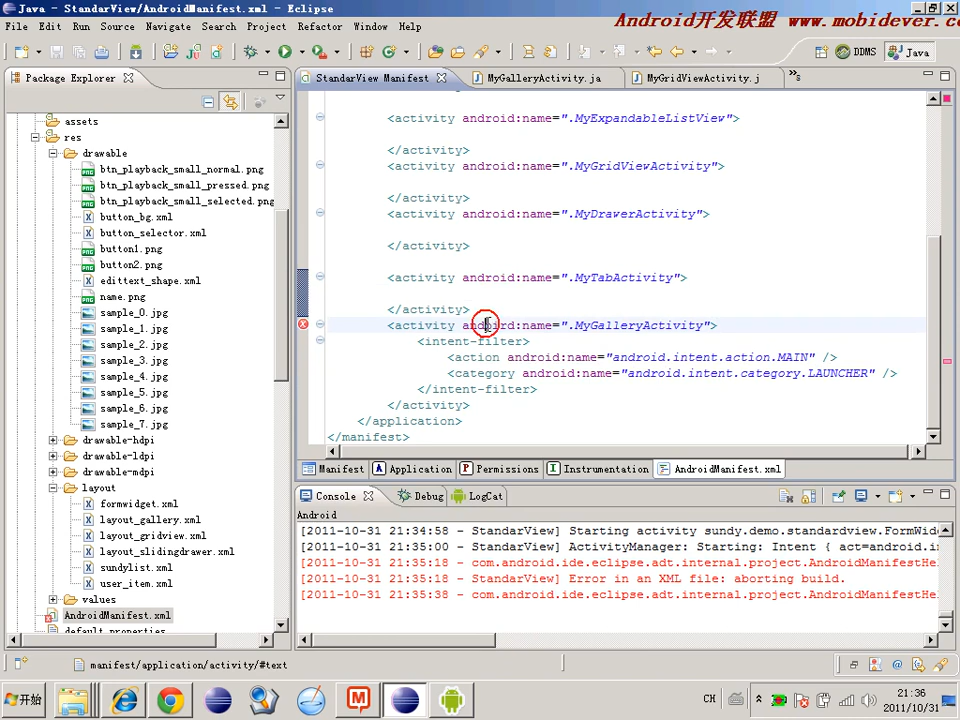 Java - StandarView/AndroidManifest.xml - Eclipse
Android开发联盟 www.mobidever.com
File Edit Run Source Navigate Search Project Refactor Window Help
DDMS Java
Package Explorer
StandarView Manifest MyGalleryActivity.ja MyGridViewActivity.j
assets
res
drawable
btn_playback_small_normal.png
btn_playback_small_pressed.png
btn_playback_small_selected.png
button_bg.xml
button_selector.xml
button1.png
button2.png
edittext_shape.xml
name.png
sample_0.jpg
sample_1.jpg
sample_2.jpg
sample_3.jpg
sample_4.jpg
sample_5.jpg
sample_6.jpg
sample_7.jpg
drawable-hdpi
drawable-ldpi
drawable-mdpi
layout
formwidget.xml
layout_gallery.xml
layout_gridview.xml
layout_slidingdrawer.xml
sundylist.xml
user_item.xml
values
AndroidManifest.xml
default.properties
<activity android:name=".MyExpandableListView">
</activity>
<activity android:name=".MyGridViewActivity">
</activity>
<activity android:name=".MyDrawerActivity">
</activity>
<activity android:name=".MyTabActivity">
</activity>
<activity andoird:name=".MyGalleryActivity">
<intent-filter>
<action android:name="android.intent.action.MAIN" />
<category android:name="android.intent.category.LAUNCHER" />
</intent-filter>
</activity>
</application>
</manifest>
Manifest Application Permissions Instrumentation AndroidManifest.xml
Console Debug LogCat
Android
[2011-10-31 21:34:58 - StandarView] Starting activity sundy.demo.standardview.FormWid
[2011-10-31 21:35:00 - StandarView] ActivityManager: Starting: Intent { act=android.i
[2011-10-31 21:35:18 - com.android.ide.eclipse.adt.internal.project.AndroidManifestHe
[2011-10-31 21:35:18 - StandarView] Error in an XML file: aborting build.
[2011-10-31 21:35:38 - com.android.ide.eclipse.adt.internal.project.AndroidManifestHe
manifest/application/activity/#text
开始
CH
21:36
2011/10/31